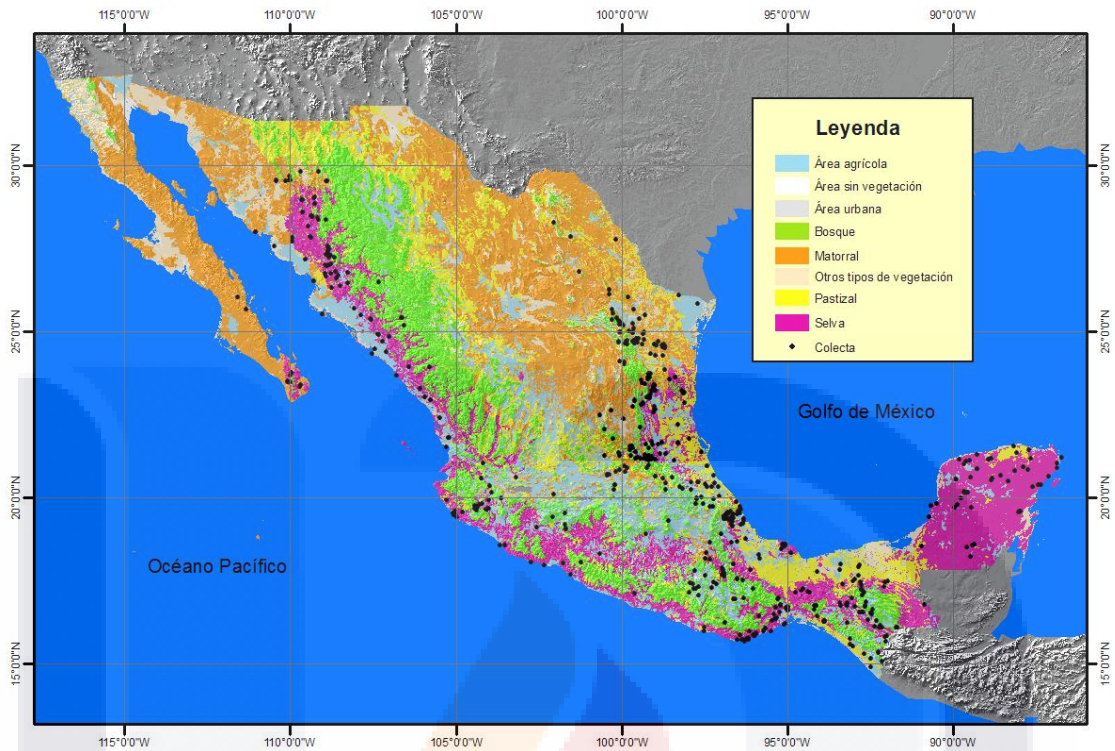 115°0'0"W 110°0'0"W 105°0'0"W 100°0'0"W 95°0'0"W 90°0'0"W
Leyenda
Área agrícola
Área sin vegetación
Área urbana
Bosque
Matorral
Otros tipos de vegetación
Pastizal
Selva
Colecta
30°0'0"N 30°0'0"N
25°0'0"N 25°0'0"N
Golfo de México
20°0'0"N 20°0'0"N
Océano Pacífico
15°0'0"N 15°0'0"N
115°0'0"W 110°0'0"W 105°0'0"W 100°0'0"W 95°0'0"W 90°0'0"W